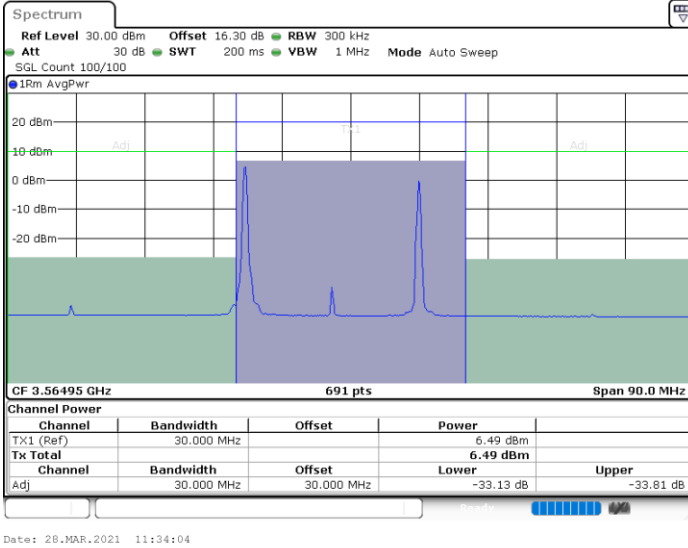 Spectrum
Ref Level 30.00 dBm Offset 16.30 dB RBW 300 kHz
Att 30 dB SWT 200 ms VBW 1 MHz Mode Auto Sweep
SGL Count 100/100
1Rm AvgPwr
20 dBm
TX1
10 dBm
Adj
Adj
0 dBm
-10 dBm
-20 dBm
CF 3.56495 GHz 691 pts Span 90.0 MHz
Channel Power
Channel Bandwidth Offset Power
TX1 (Ref) 30.000 MHz 6.49 dBm
Tx Total 6.49 dBm
Channel Bandwidth Offset Lower Upper
Adj 30.000 MHz 30.000 MHz -33.13 dB -33.81 dB
Ready
Date: 28.MAR.2021 11:34:04